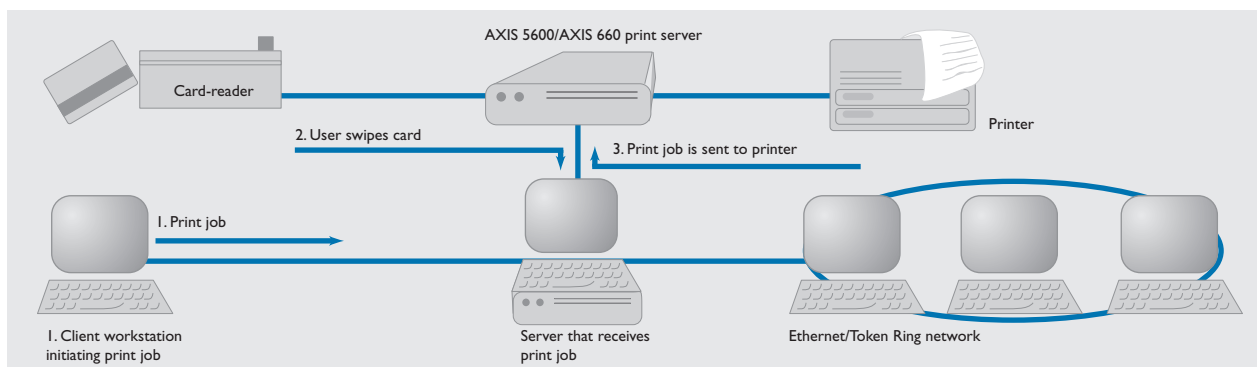 AXIS 5600/AXIS 660 print server
Card-reader
Printer
2. User swipes card
3. Print job is sent to printer
1. Print job
1. Client workstation
initiating print job
Server that receives
print job
Ethernet/Token Ring network